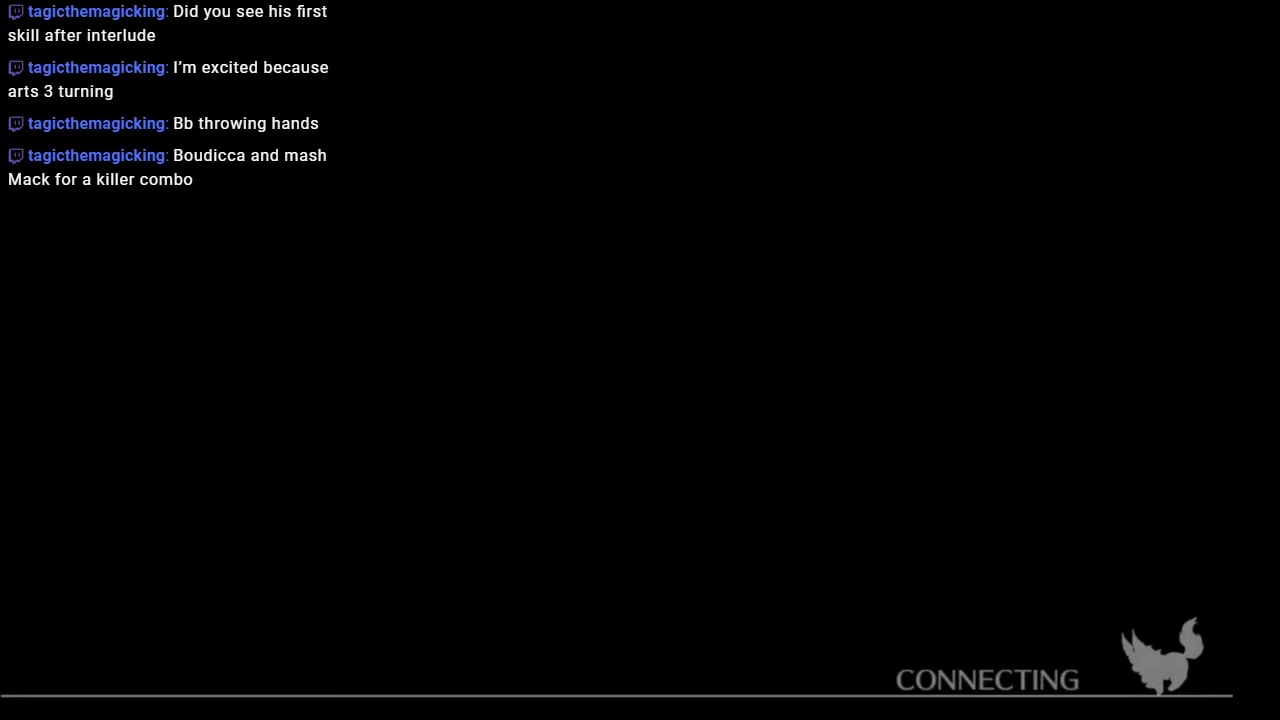 tagicthemagicking: Did you see his first
skill after interlude
tagicthemagicking: I’m excited because
arts 3 turning
tagicthemagicking: Bb throwing hands
tagicthemagicking: Boudicca and mash
Mack for a killer combo
CONNECTING